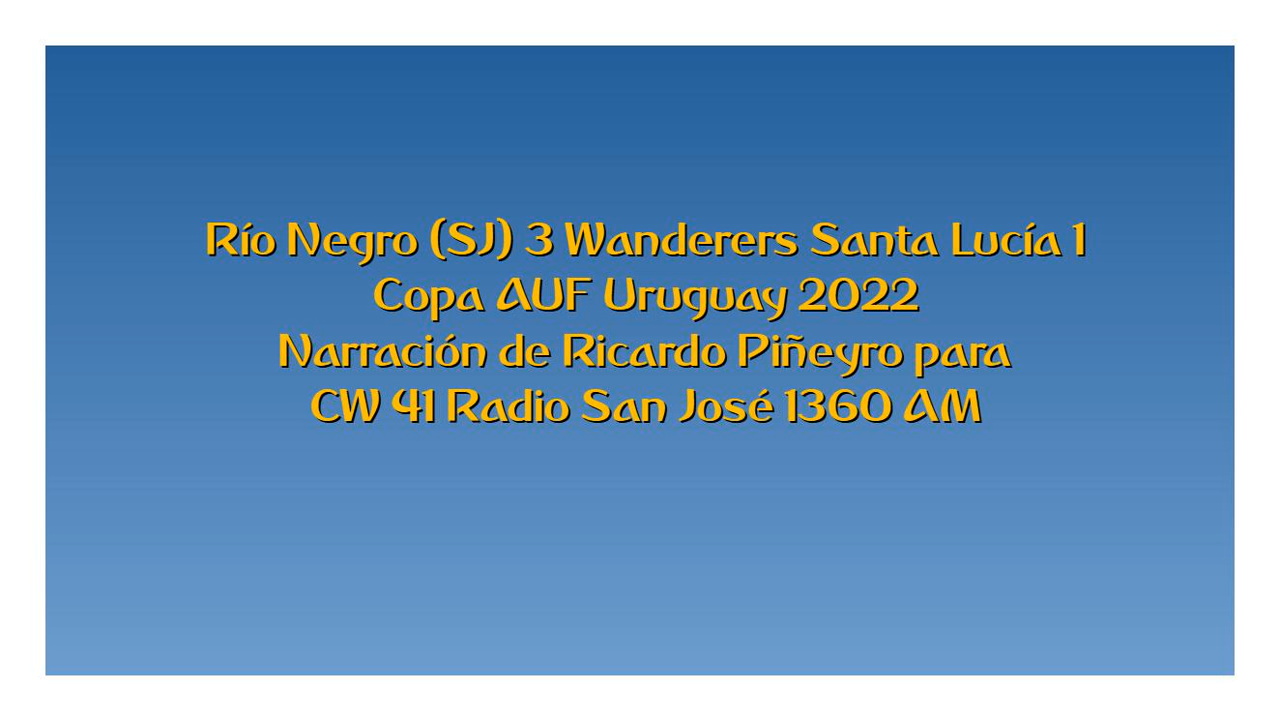 Río Negro (SJ) 3 Wanderers Santa Lucía 1
Copa AUF Uruguay 2022
Narración de Ricardo Piñeyro para
CW 41 Radio San José 1360 AM